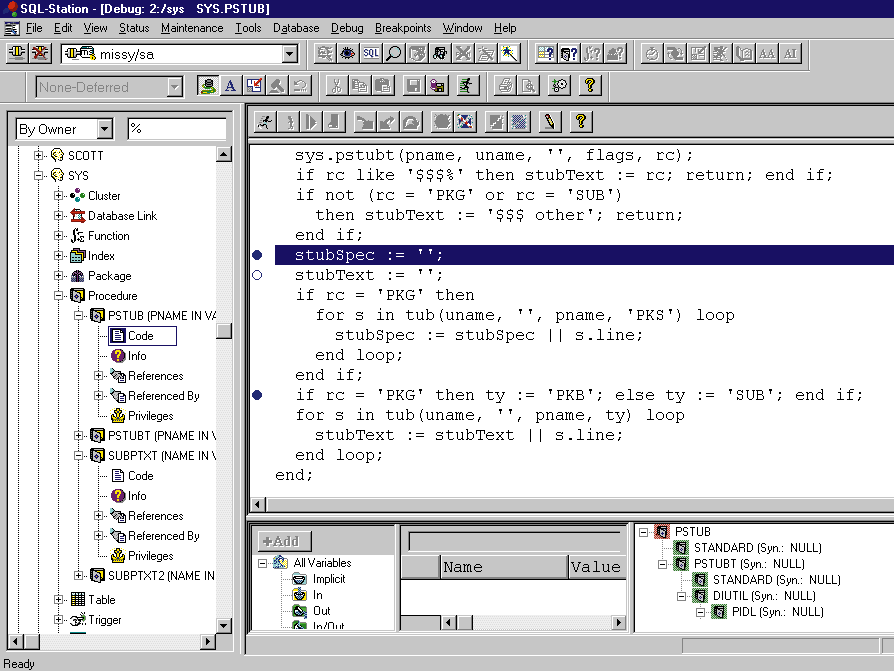 SQL-Station - [Debug: 2:/sys   SYS.PSTUB]
File Edit View Status Maintenance Tools Database Debug Breakpoints Window Help
missy/sa
SQL
AA AI
None-Deferred
A
By Owner
%
SCOTT
SYS
Cluster
Database Link
Function
Index
Package
Procedure
PSTUB (PNAME IN VA
Code
Info
References
Referenced By
Privileges
PSTUBT (PNAME IN V
SUBPTXT (NAME IN V
Code
Info
References
Referenced By
Privileges
SUBPTXT2 (NAME IN
Table
Trigger
sys.pstubt(pname, uname, '', flags, rc);
if rc like '$$$%' then stubText := rc; return; end if;
if not (rc = 'PKG' or rc = 'SUB')
then stubText := '$$$ other'; return;
end if;
stubSpec := '';
stubText := '';
if rc = 'PKG' then
for s in tub(uname, '', pname, 'PKS') loop
stubSpec := stubSpec || s.line;
end loop;
end if;
if rc = 'PKG' then ty := 'PKB'; else ty := 'SUB'; end if;
for s in tub(uname, '', pname, ty) loop
stubText := stubText || s.line;
end loop;
end;
+Add
All Variables
Implicit
In
Out
In/Out
Name Value
PSTUB
STANDARD (Syn.: NULL)
PSTUBT (Syn.: NULL)
STANDARD (Syn.: NULL)
DIUTIL (Syn.: NULL)
PIDL (Syn.: NULL)
Ready